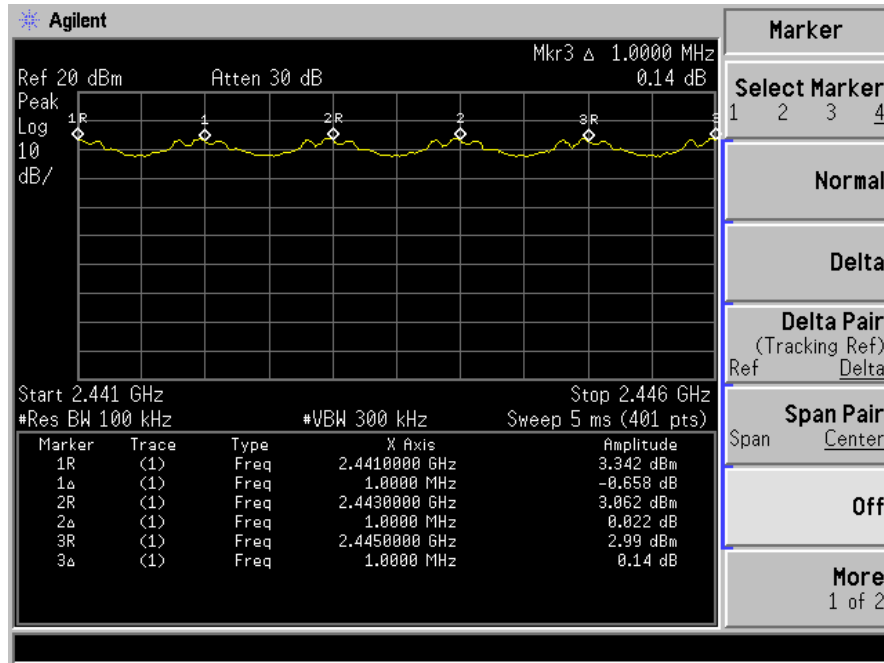 Agilent
Marker
Mkr3 Δ 1.0000 MHz
Ref 20 dBm Atten 30 dB 0.14 dB
Peak
Log
10
dB/
1R 1 2R 2 3R 3
Start 2.441 GHz Stop 2.446 GHz
#Res BW 100 kHz #VBW 300 kHz Sweep 5 ms (401 pts)
Marker Trace Type X Axis Amplitude
1R (1) Freq 2.4410000 GHz 3.342 dBm
1Δ (1) Freq 1.0000 MHz -0.658 dB
2R (1) Freq 2.4430000 GHz 3.062 dBm
2Δ (1) Freq 1.0000 MHz 0.022 dB
3R (1) Freq 2.4450000 GHz 2.99 dBm
3Δ (1) Freq 1.0000 MHz 0.14 dB
Select Marker
1 2 3 4
Normal
Delta
Delta Pair
(Tracking Ref)
Ref Delta
Span Pair
Span Center
Off
More
1 of 2